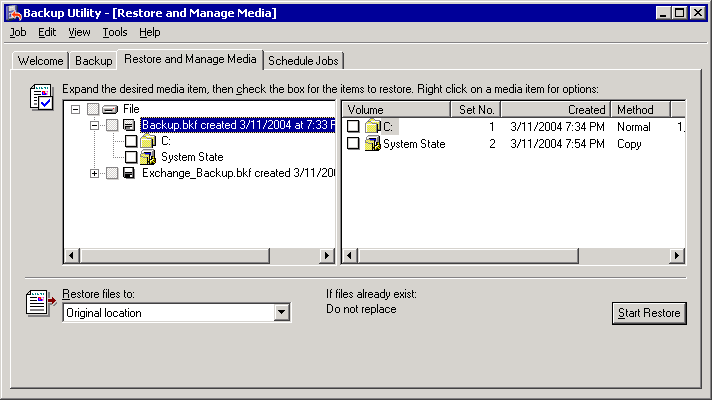 Backup Utility - [Restore and Manage Media]
Job Edit View Tools Help
Welcome Backup Restore and Manage Media Schedule Jobs
Expand the desired media item, then check the box for the items to restore. Right click on a media item for options:
File
Backup.bkf created 3/11/2004 at 7:33 P
C:
System State
Exchange_Backup.bkf created 3/11/200
Volume Set No. Created Method
C: 1 3/11/2004 7:34 PM Normal 1,
System State 2 3/11/2004 7:54 PM Copy
Restore files to:
Original location
If files already exist:
Do not replace
Start Restore